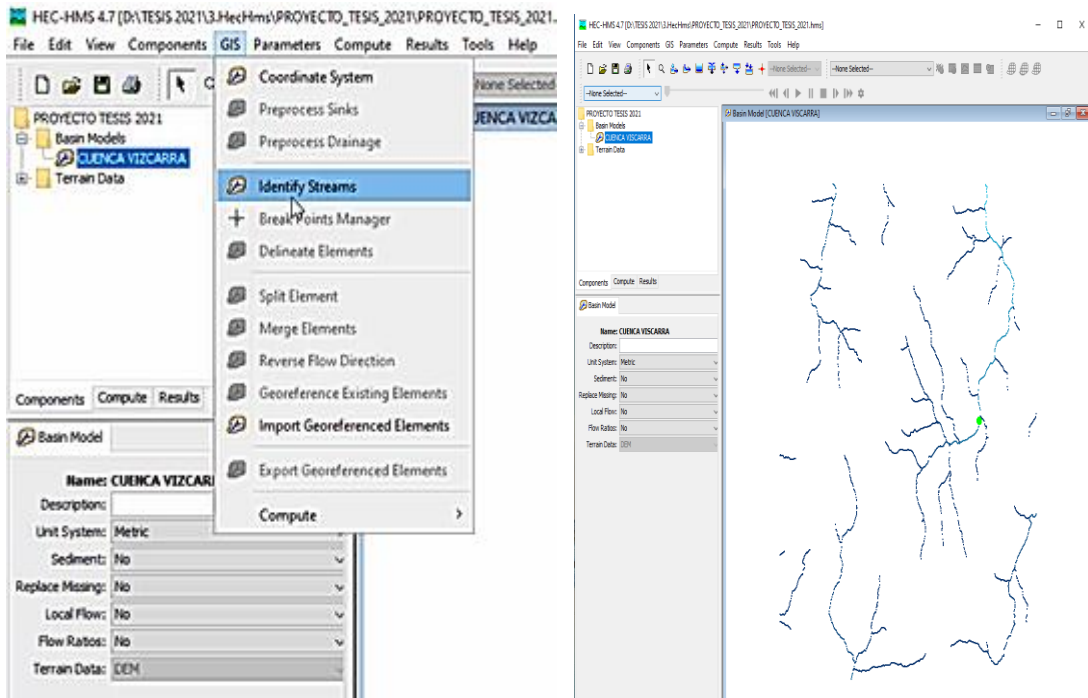 HEC-HMS 4.7 [D:\TESIS 2021\3.HecHms\PROYECTO_TESIS_2021\PROYECTO_TESIS_2021.
File Edit View Components GIS Parameters Compute Results Tools Help
None Selected
PROYECTO TESIS 2021
Basin Models
CUENCA VIZCARRA
Terrain Data
JENCA VIZCA
Coordinate System
Preprocess Sinks
Preprocess Drainage
Identify Streams
Break Points Manager
Delineate Elements
Split Element
Merge Elements
Reverse Flow Direction
Georeference Existing Elements
Import Georeferenced Elements
Export Georeferenced Elements
Compute
Components Compute Results
Basin Model
Name: CUENCA VIZCARI
Description:
Unit System: Metric
Sediment: No
Replace Missing: No
Local Flow: No
Flow Ratios: No
Terrain Data: DEM
HEC-HMS 4.7 [D:\TESIS 2021\3.HecHms\PROYECTO_TESIS_2021\PROYECTO_TESIS_2021.hms]
File Edit View Components GIS Parameters Compute Results Tools Help
--None Selected-- --None Selected--
--None Selected--
PROYECTO TESIS 2021
Basin Models
CUENCA VISCARRA
Terrain Data
Basin Model [CUENCA VISCARRA]
Components Compute Results
Basin Model
Name: CUENCA VISCARRA
Description:
Unit System: Metric
Sediment: No
Replace Missing: No
Local Flow: No
Flow Ratios: No
Terrain Data: DEM